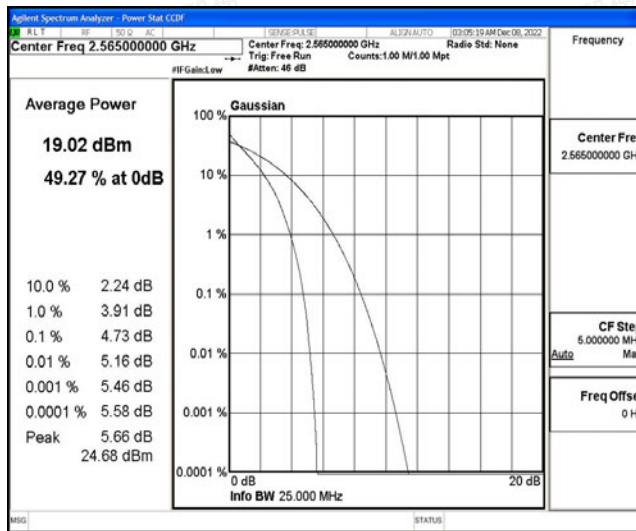 Agilent Spectrum Analyzer - Power Stat CCDF
RLT RF 50 Ω AC SENSE:PULSE ALIGN AUTO 03:05:19 AM Dec 08, 2022
Center Freq 2.565000000 GHz
Center Freq: 2.565000000 GHz Radio Std: None
Trig: Free Run Counts:1.00 M/1.00 Mpt
#IFGain:Low #Atten: 46 dB
Frequency
Average Power
19.02 dBm
49.27 % at 0dB
10.0 % 2.24 dB
1.0 % 3.91 dB
0.1 % 4.73 dB
0.01 % 5.16 dB
0.001 % 5.46 dB
0.0001 % 5.58 dB
Peak 5.66 dB
24.68 dBm
Gaussian
100 %
10 %
1 %
0.1 %
0.01 %
0.001 %
0.0001 %
0 dB 20 dB
Info BW 25.000 MHz
Center Fre
2.565000000 GH
CF Ste
5.000000 MH
Auto Ma
Freq Offse
0 H
MSG STATUS